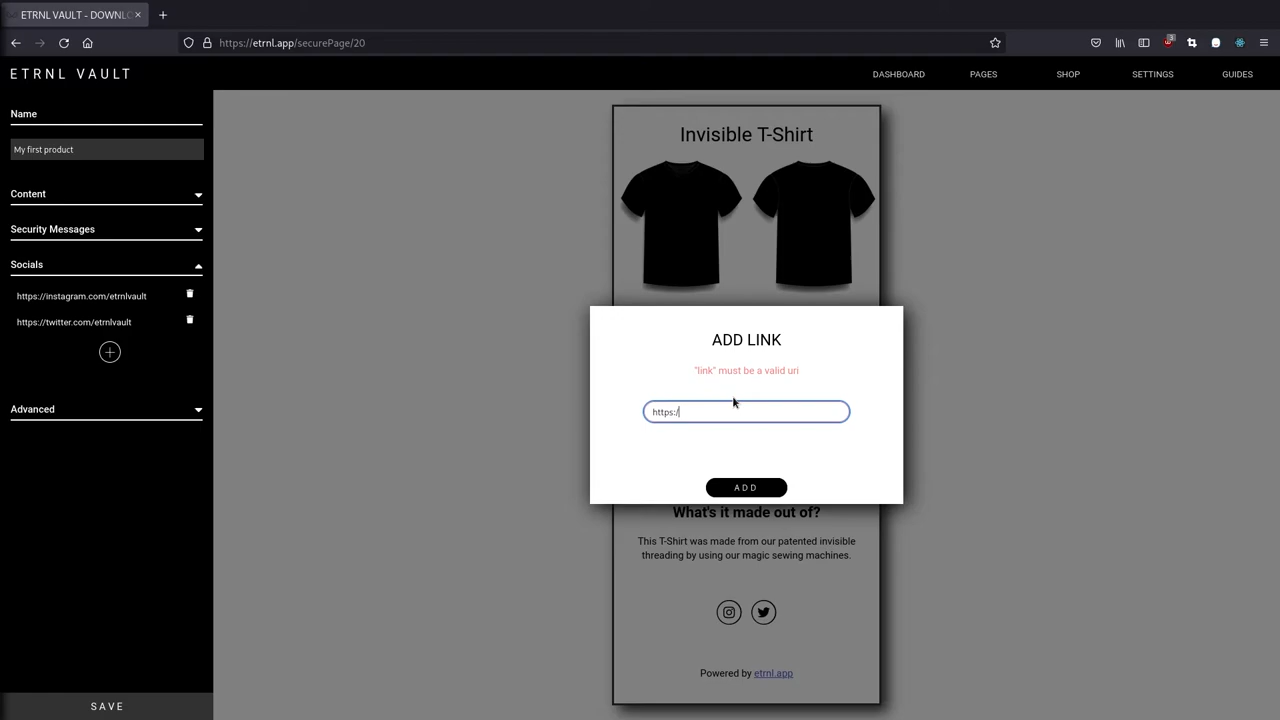 ETRNL VAULT - DOWNLO
https://etrnl.app/securePage/20
3
ETRNL VAULT
DASHBOARD
PAGES
SHOP
SETTINGS
GUIDES
Name
My first product
Content
Security Messages
Socials
https://instagram.com/etrnlvault
https://twitter.com/etrnlvault
Advanced
SAVE
Invisible T-Shirt
ADD LINK
"link" must be a valid uri
https:/
ADD
What's it made out of?
This T-Shirt was made from our patented invisible
threading by using our magic sewing machines.
Powered by etrnl.app